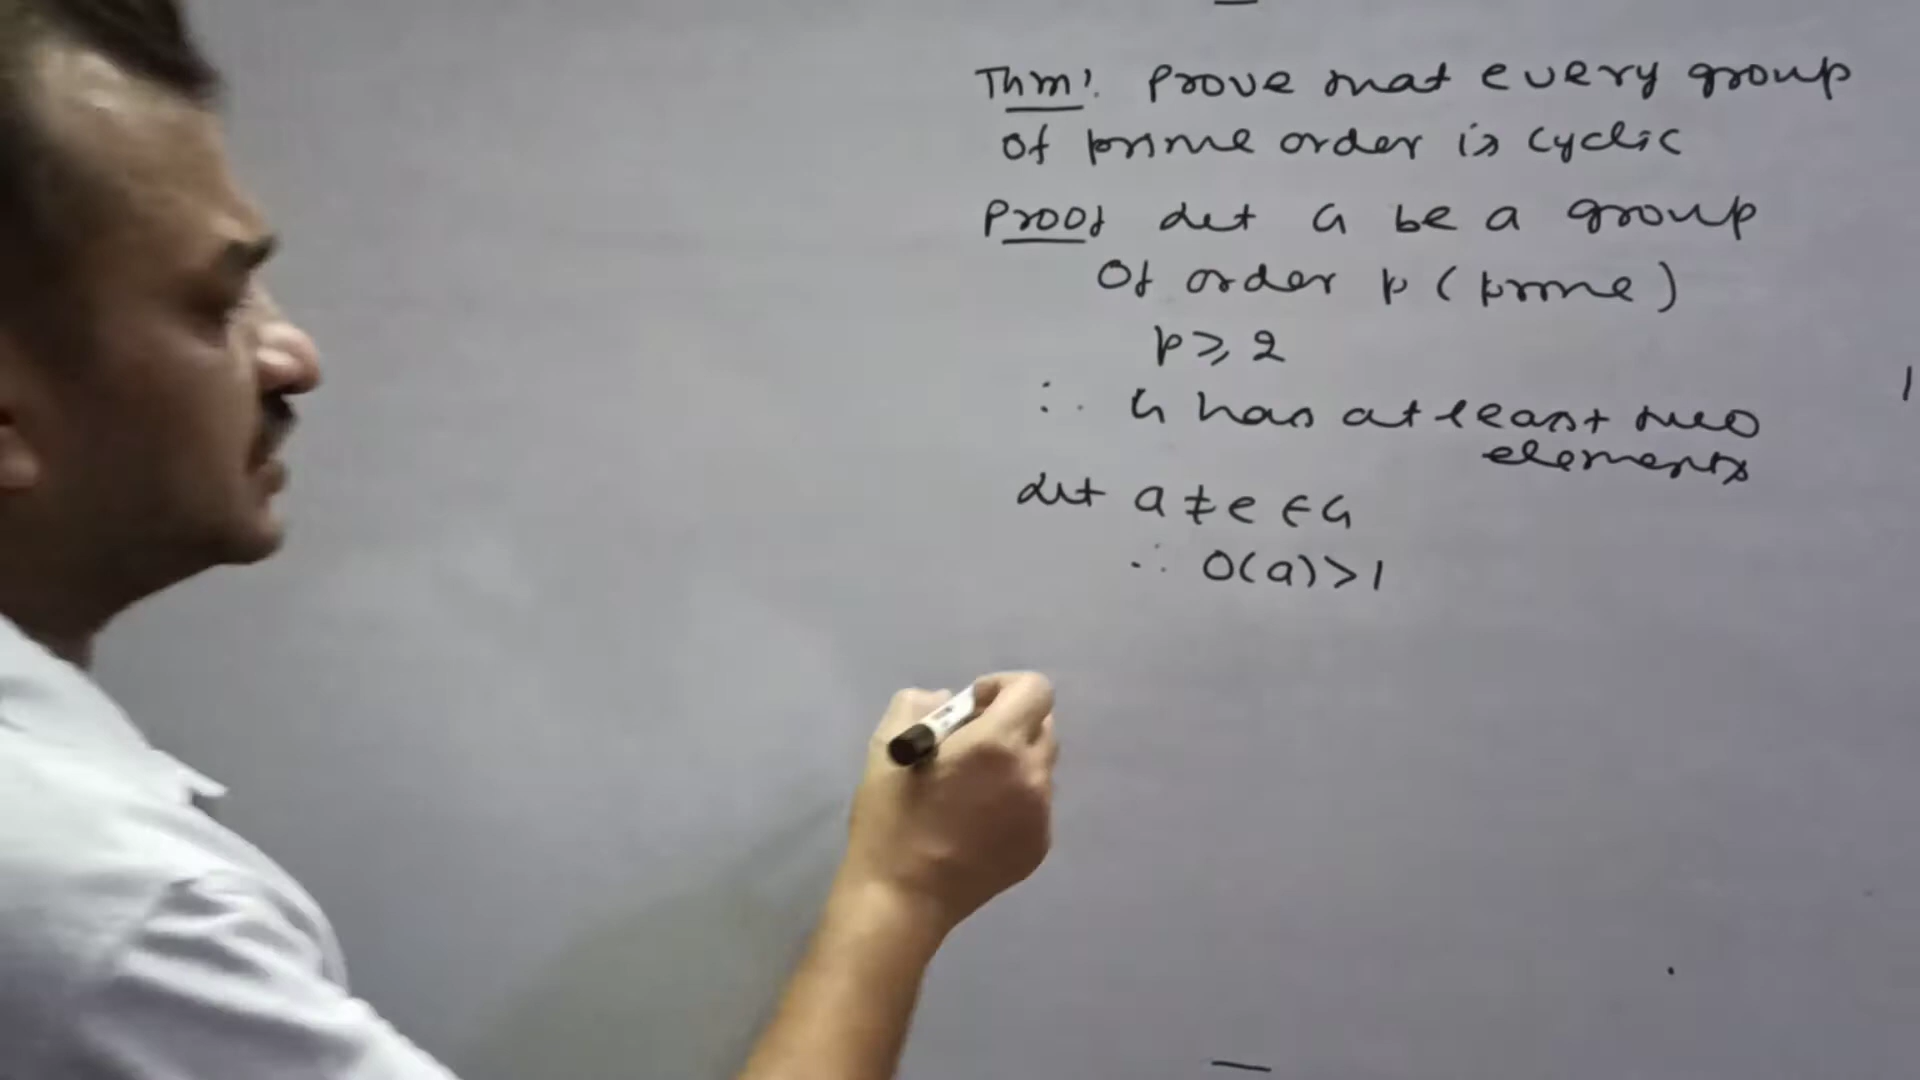 Thm: Prove that every group
of prime order is cyclic
Proof Let G be a group
of order p (prime)
p ⩾ 2
∴ G has atleast two
elements
Let a ≠ e ∈ G
∴ O(a) > 1